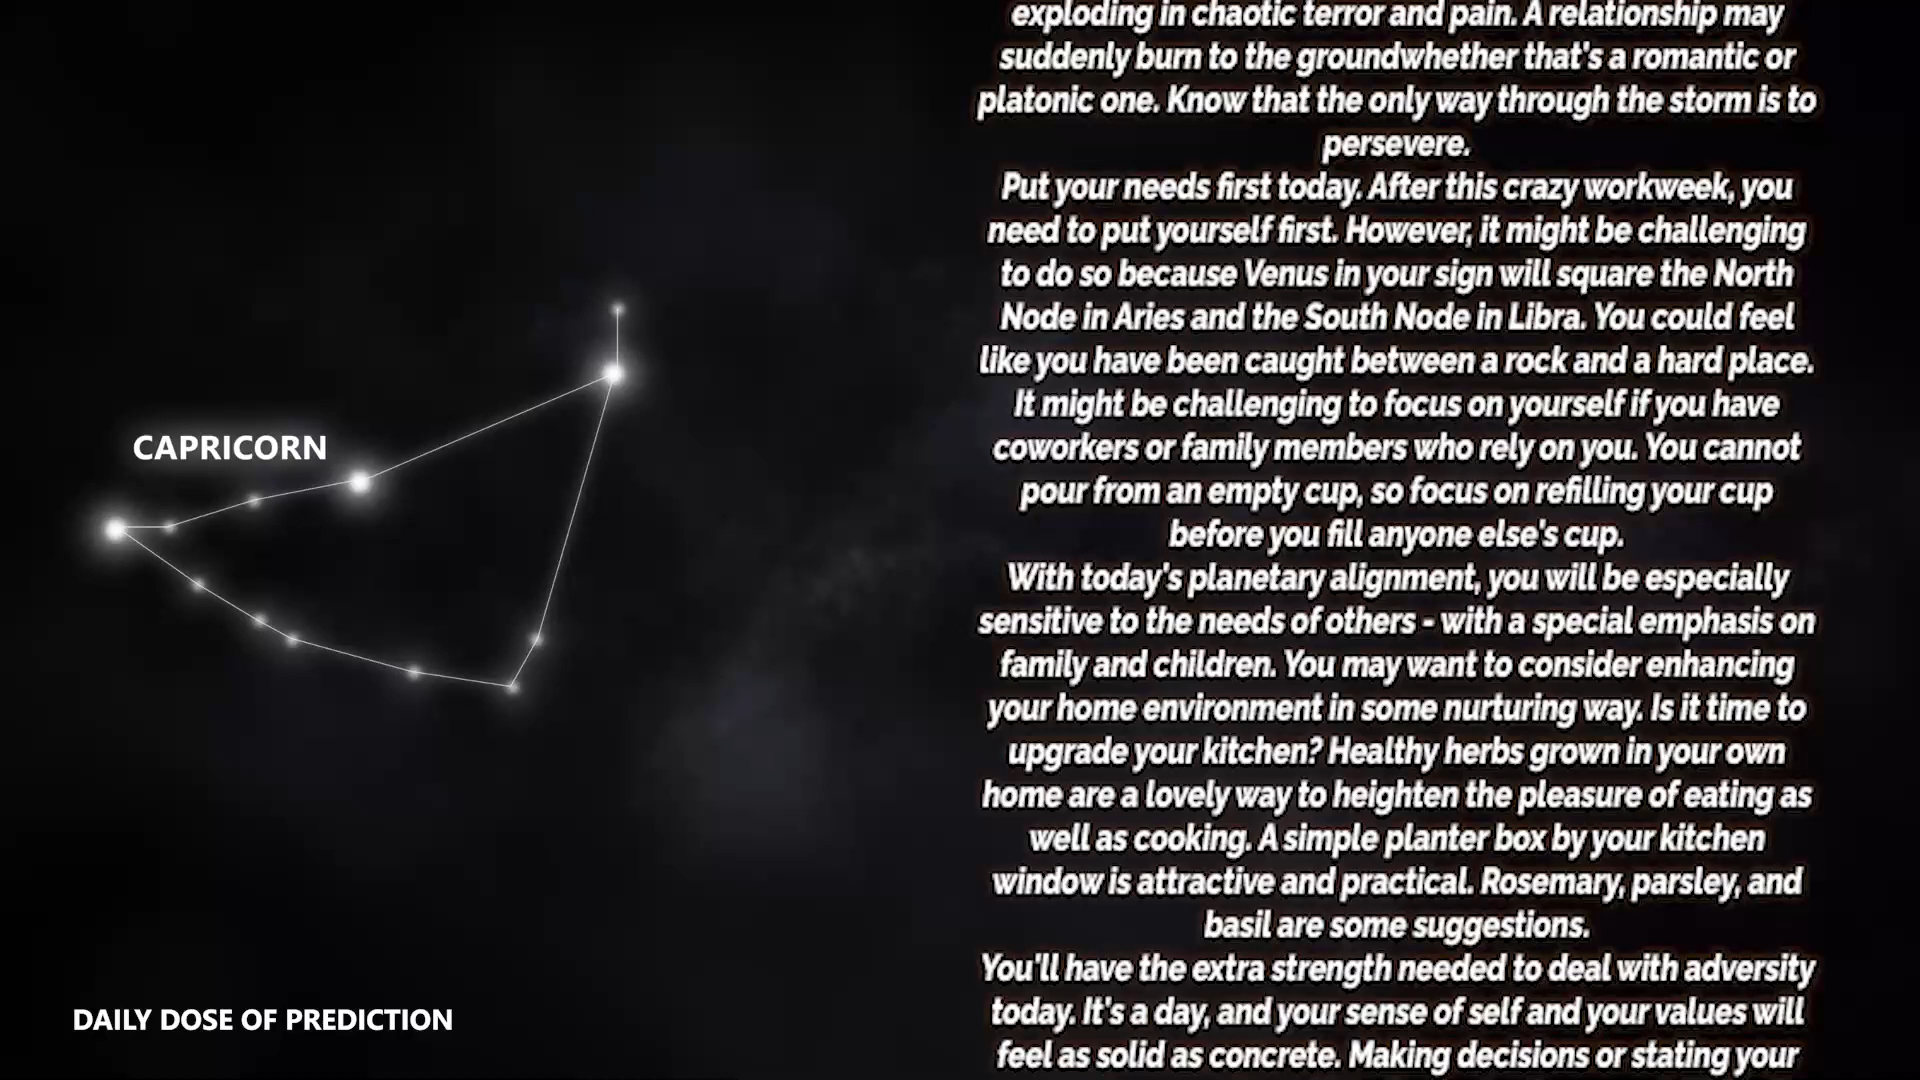 CAPRICORN
DAILY DOSE OF PREDICTION
exploding in chaotic terror and pain. A relationship may
suddenly burn to the groundwhether that's a romantic or
platonic one. Know that the only way through the storm is to
persevere.
Put your needs first today. After this crazy workweek, you
need to put yourself first. However, it might be challenging
to do so because Venus in your sign will square the North
Node in Aries and the South Node in Libra. You could feel
like you have been caught between a rock and a hard place.
It might be challenging to focus on yourself if you have
coworkers or family members who rely on you. You cannot
pour from an empty cup, so focus on refilling your cup
before you fill anyone else's cup.
With today's planetary alignment, you will be especially
sensitive to the needs of others - with a special emphasis on
family and children. You may want to consider enhancing
your home environment in some nurturing way. Is it time to
upgrade your kitchen? Healthy herbs grown in your own
home are a lovely way to heighten the pleasure of eating as
well as cooking. A simple planter box by your kitchen
window is attractive and practical. Rosemary, parsley, and
basil are some suggestions.
You'll have the extra strength needed to deal with adversity
today. It's a day, and your sense of self and your values will
feel as solid as concrete. Making decisions or stating your